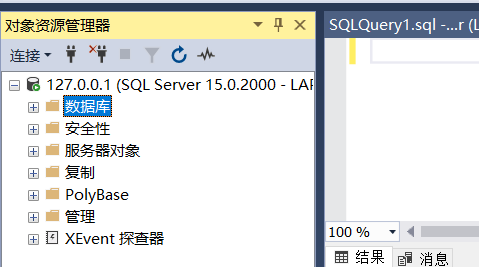 对象资源管理器
连接
127.0.0.1 (SQL Server 15.0.2000 - LAP
数据库
安全性
服务器对象
复制
PolyBase
管理
XEvent 探查器
SQLQuery1.sql -...r (L
100 %
结果
消息